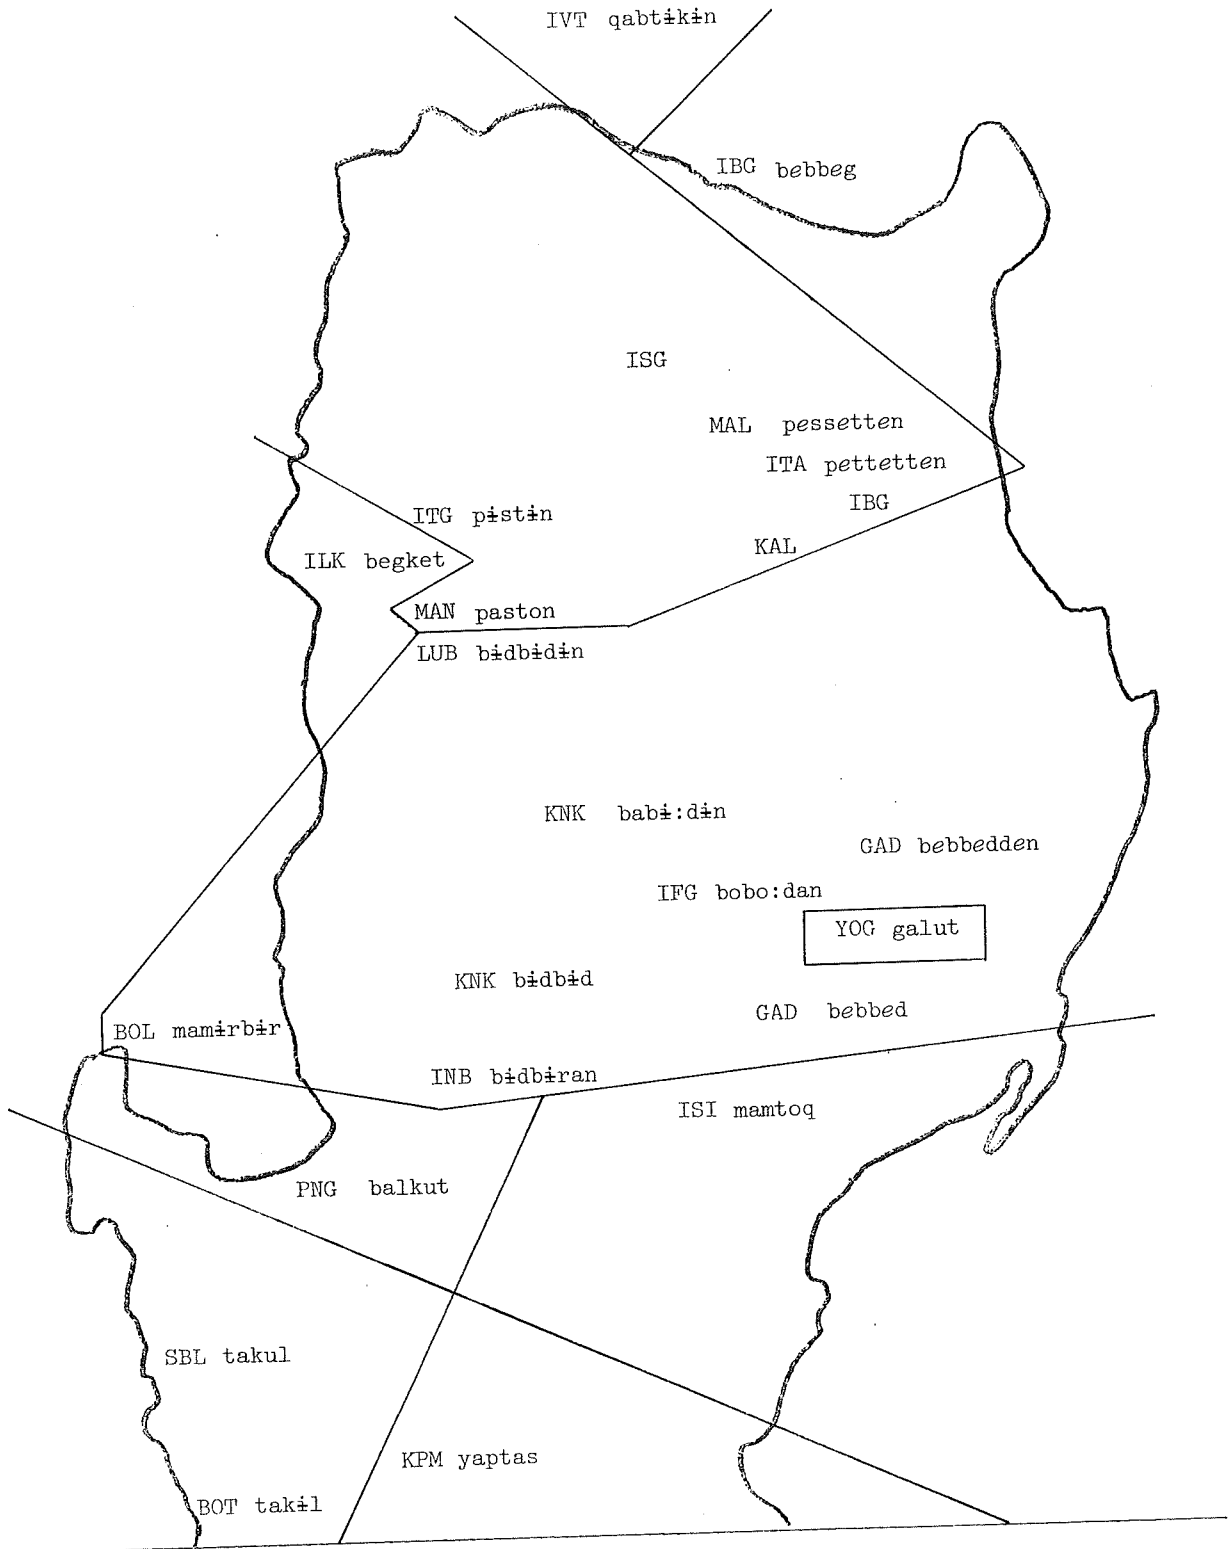 IVT qabtɨkɨn
IBG bebbeg
ISG
MAL pessetten
ITA pettetten
IBG
ITG pɨstɨn
KAL
ILK begket
MAN paston
LUB bɨdbɨdɨn
KNK babɨ:dɨn
GAD bebbedden
IFG bobo:dan
YOG galut
KNK bɨdbɨd
GAD bebbed
BOL mamɨrbɨr
INB bɨdbɨran
ISI mamtoq
PNG balkut
SBL takul
KPM yaptas
BOT takɨl